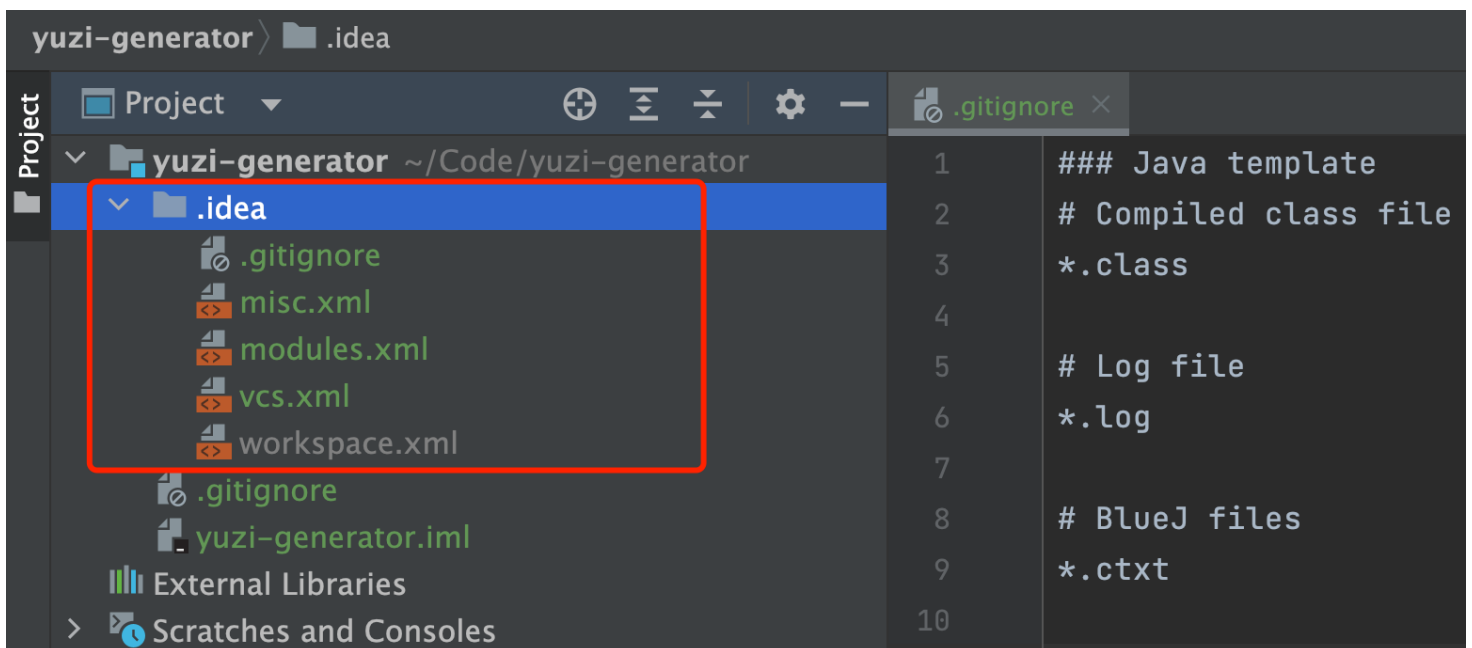 yuzi-generator .idea
Project
Project
yuzi-generator ~/Code/yuzi-generator
.idea
.gitignore
misc.xml
modules.xml
vcs.xml
workspace.xml
.gitignore
yuzi-generator.iml
External Libraries
Scratches and Consoles
.gitignore
1 ### Java template
2 # Compiled class file
3 *.class
4
5 # Log file
6 *.log
7
8 # BlueJ files
9 *.ctxt
10